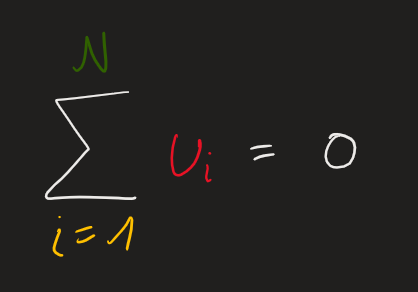 N
∑ Uᵢ = 0
i = 1